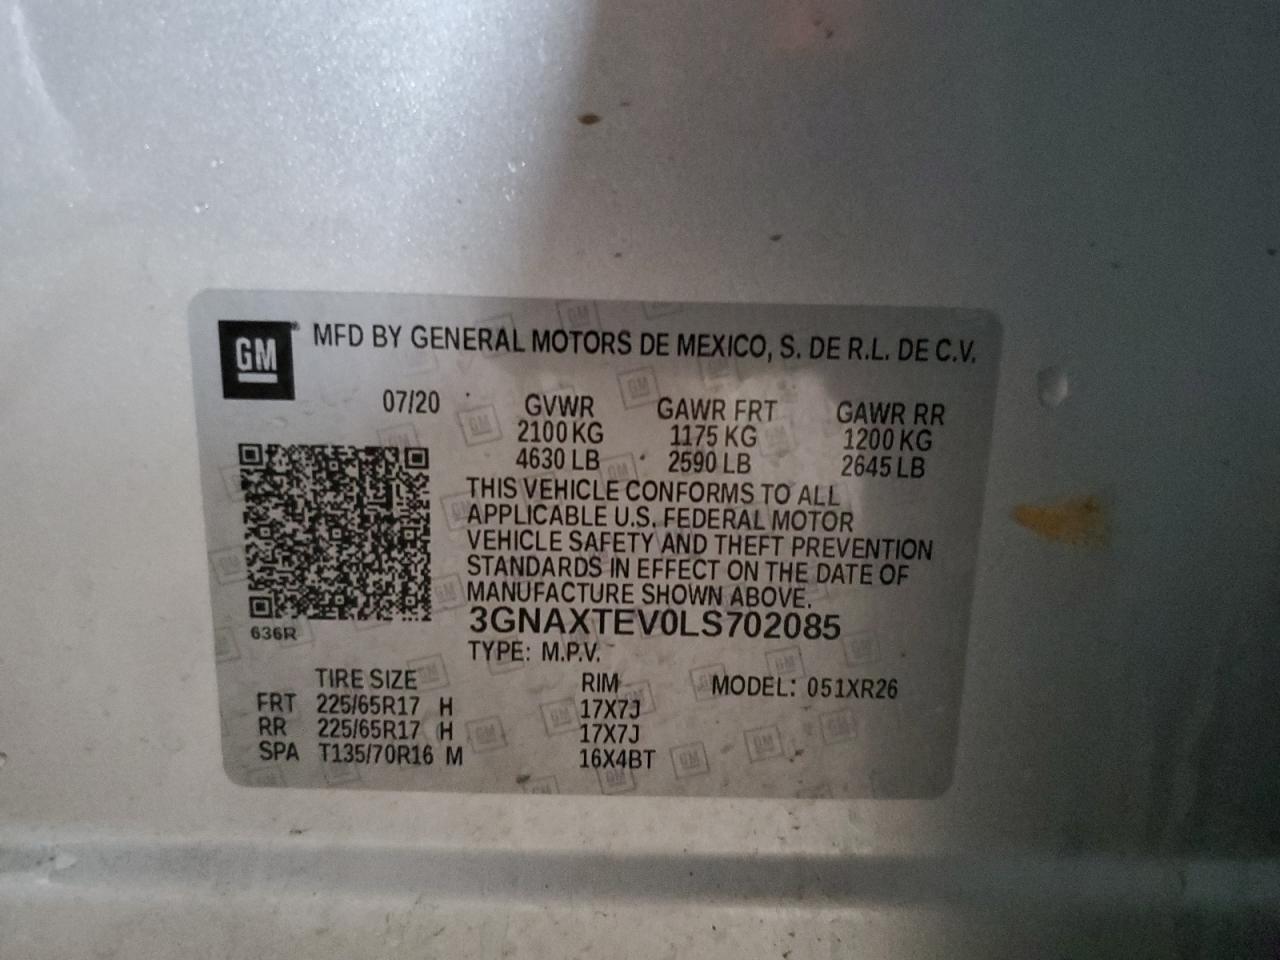 GM® MFD BY GENERAL MOTORS DE MEXICO, S. DE R.L. DE C.V.
07/20 GVWR GAWR FRT GAWR RR
2100 KG 1175 KG 1200 KG
4630 LB 2590 LB 2645 LB
THIS VEHICLE CONFORMS TO ALL
APPLICABLE U.S. FEDERAL MOTOR
VEHICLE SAFETY AND THEFT PREVENTION
STANDARDS IN EFFECT ON THE DATE OF
MANUFACTURE SHOWN ABOVE.
3GNAXTEV0LS702085
636R
TYPE: M.P.V.
TIRE SIZE RIM MODEL: 051XR26
FRT 225/65R17 H 17X7J
RR 225/65R17 H 17X7J
SPA T135/70R16 M 16X4BT